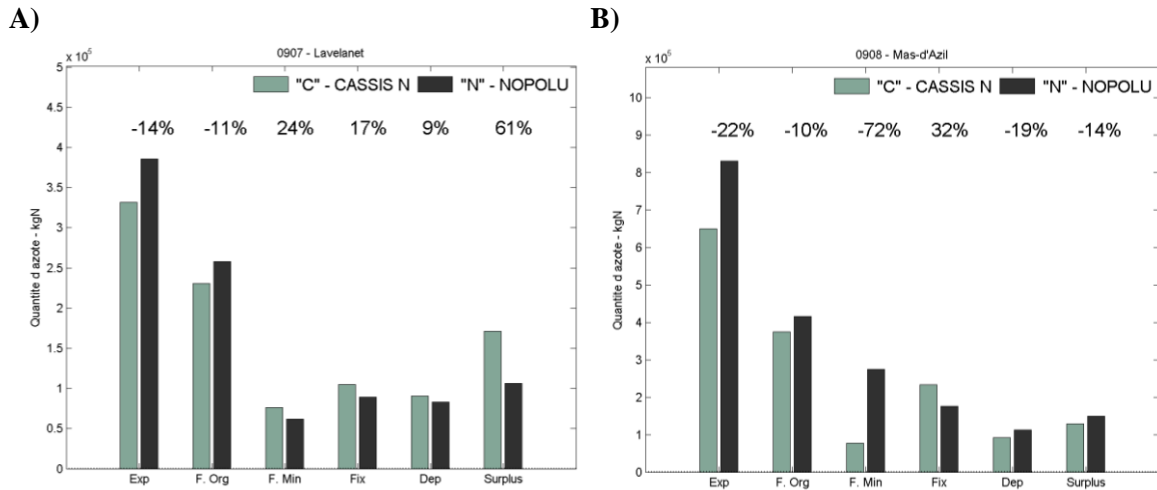 A)
0907 - Lavelanet
x 10⁵
"C" - CASSIS N "N" - NOPOLU
-14% -11% 24% 17% 9% 61%
Quantite d azote - kgN
5
4.5
4
3.5
3
2.5
2
1.5
1
0.5
0
Exp F. Org F. Min Fix Dep Surplus
B)
0908 - Mas-d'Azil
x 10⁵
"C" - CASSIS N "N" - NOPOLU
-22% -10% -72% 32% -19% -14%
Quantite d azote - kgN
10
9
8
7
6
5
4
3
2
1
0
Exp F. Org F. Min Fix Dep Surplus